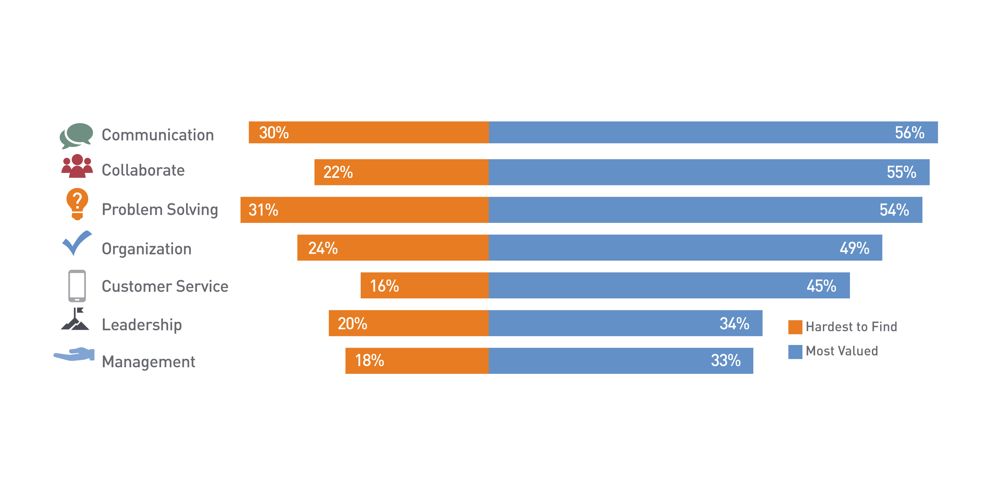 Communication 30% 56%
Collaborate 22% 55%
? Problem Solving 31% 54%
Organization 24% 49%
Customer Service 16% 45%
Leadership 20% 34%
Hardest to Find
Most Valued
Management 18% 33%